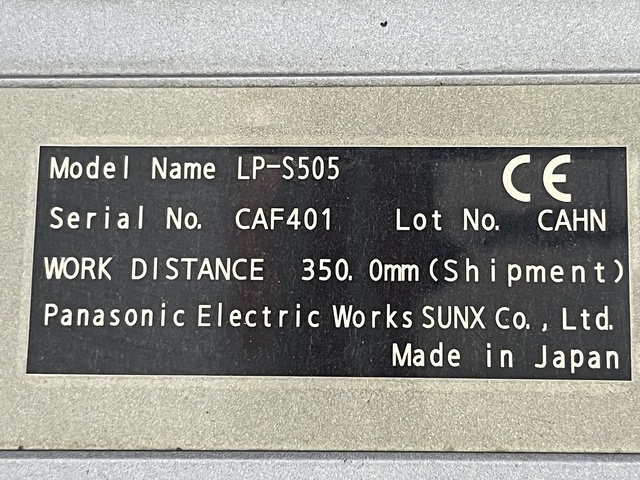 Model Name LP-S505 CE
Serial No. CAF401 Lot No. CAHN
WORK DISTANCE 350.0mm(Shipment)
Panasonic Electric Works SUNX Co., Ltd.
Made in Japan